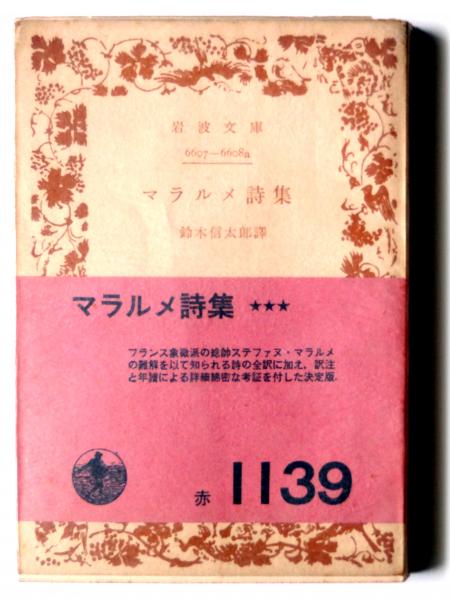 岩波文庫
6607—6608a
マラルメ詩集
鈴木信太郎譯
マラルメ詩集 ★★★
フランス象徴派の総帥ステファヌ・マラルメ
の難解を以て知られる詩の全訳に加え，訳注
と年譜による詳細綿密な考証を付した決定版.
赤 1139